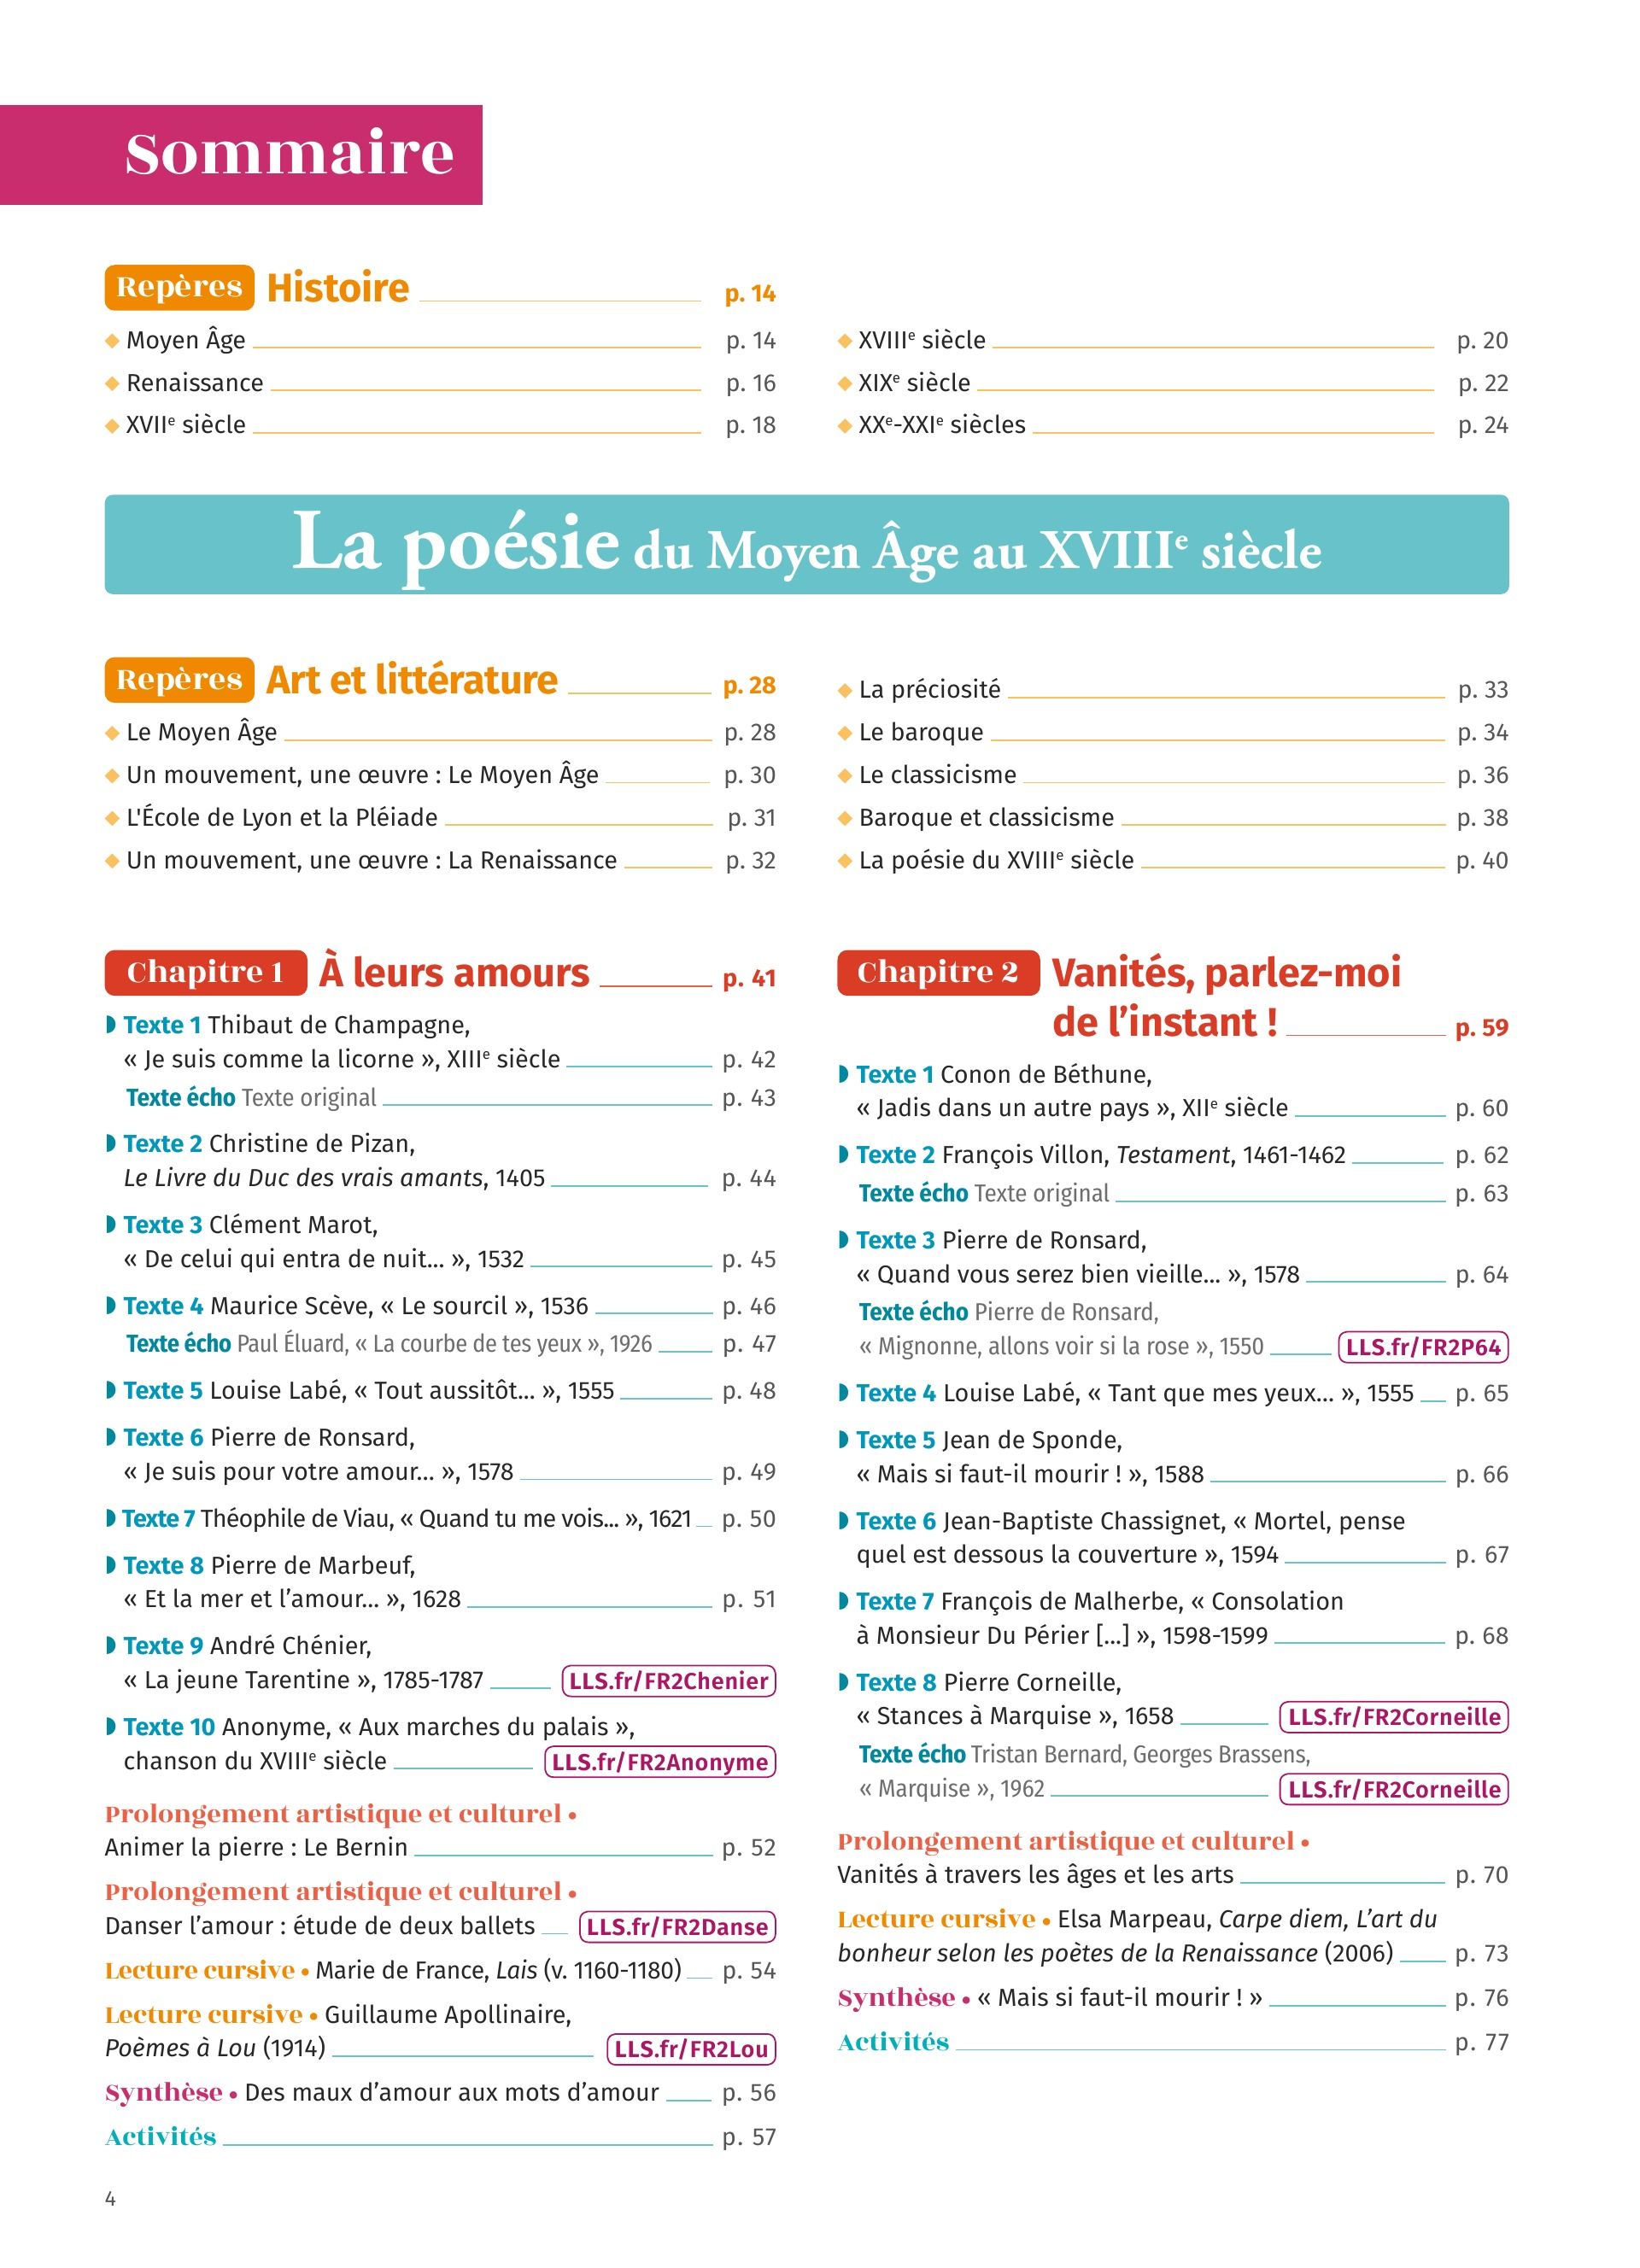 Sommaire
Repères Histoire p. 14
Moyen Âge p. 14
Renaissance p. 16
XVIIe siècle p. 18
XVIIIe siècle p. 20
XIXe siècle p. 22
XXe-XXIe siècles p. 24
La poésie du Moyen Âge au XVIIIe siècle
Repères Art et littérature p. 28
Le Moyen Âge p. 28
Un mouvement, une œuvre : Le Moyen Âge p. 30
L'École de Lyon et la Pléiade p. 31
Un mouvement, une œuvre : La Renaissance p. 32
La préciosité p. 33
Le baroque p. 34
Le classicisme p. 36
Baroque et classicisme p. 38
La poésie du XVIIIe siècle p. 40
Chapitre 1 À leurs amours p. 41
Texte 1 Thibaut de Champagne,
« Je suis comme la licorne », XIIIe siècle p. 42
Texte écho Texte original p. 43
Texte 2 Christine de Pizan,
Le Livre du Duc des vrais amants, 1405 p. 44
Texte 3 Clément Marot,
« De celui qui entra de nuit... », 1532 p. 45
Texte 4 Maurice Scève, « Le sourcil », 1536 p. 46
Texte écho Paul Éluard, « La courbe de tes yeux », 1926 p. 47
Texte 5 Louise Labé, « Tout aussitôt... », 1555 p. 48
Texte 6 Pierre de Ronsard,
« Je suis pour votre amour... », 1578 p. 49
Texte 7 Théophile de Viau, « Quand tu me vois... », 1621 p. 50
Texte 8 Pierre de Marbeuf,
« Et la mer et l’amour... », 1628 p. 51
Texte 9 André Chénier,
« La jeune Tarentine », 1785-1787 LLS.fr/FR2Chenier
Texte 10 Anonyme, « Aux marches du palais »,
chanson du XVIIIe siècle LLS.fr/FR2Anonyme
Prolongement artistique et culturel •
Animer la pierre : Le Bernin p. 52
Prolongement artistique et culturel •
Danser l’amour : étude de deux ballets LLS.fr/FR2Danse
Lecture cursive • Marie de France, Lais (v. 1160-1180) p. 54
Lecture cursive • Guillaume Apollinaire,
Poèmes à Lou (1914) LLS.fr/FR2Lou
Synthèse • Des maux d’amour aux mots d’amour p. 56
Activités p. 57
Chapitre 2 Vanités, parlez-moi
de l’instant ! p. 59
Texte 1 Conon de Béthune,
« Jadis dans un autre pays », XIIe siècle p. 60
Texte 2 François Villon, Testament, 1461-1462 p. 62
Texte écho Texte original p. 63
Texte 3 Pierre de Ronsard,
« Quand vous serez bien vieille... », 1578 p. 64
Texte écho Pierre de Ronsard,
« Mignonne, allons voir si la rose », 1550 LLS.fr/FR2P64
Texte 4 Louise Labé, « Tant que mes yeux... », 1555 p. 65
Texte 5 Jean de Sponde,
« Mais si faut-il mourir ! », 1588 p. 66
Texte 6 Jean-Baptiste Chassignet, « Mortel, pense
quel est dessous la couverture », 1594 p. 67
Texte 7 François de Malherbe, « Consolation
à Monsieur Du Périer [...] », 1598-1599 p. 68
Texte 8 Pierre Corneille,
« Stances à Marquise », 1658 LLS.fr/FR2Corneille
Texte écho Tristan Bernard, Georges Brassens,
« Marquise », 1962 LLS.fr/FR2Corneille
Prolongement artistique et culturel •
Vanités à travers les âges et les arts p. 70
Lecture cursive • Elsa Marpeau, Carpe diem, L’art du
bonheur selon les poètes de la Renaissance (2006) p. 73
Synthèse • « Mais si faut-il mourir ! » p. 76
Activités p. 77
4